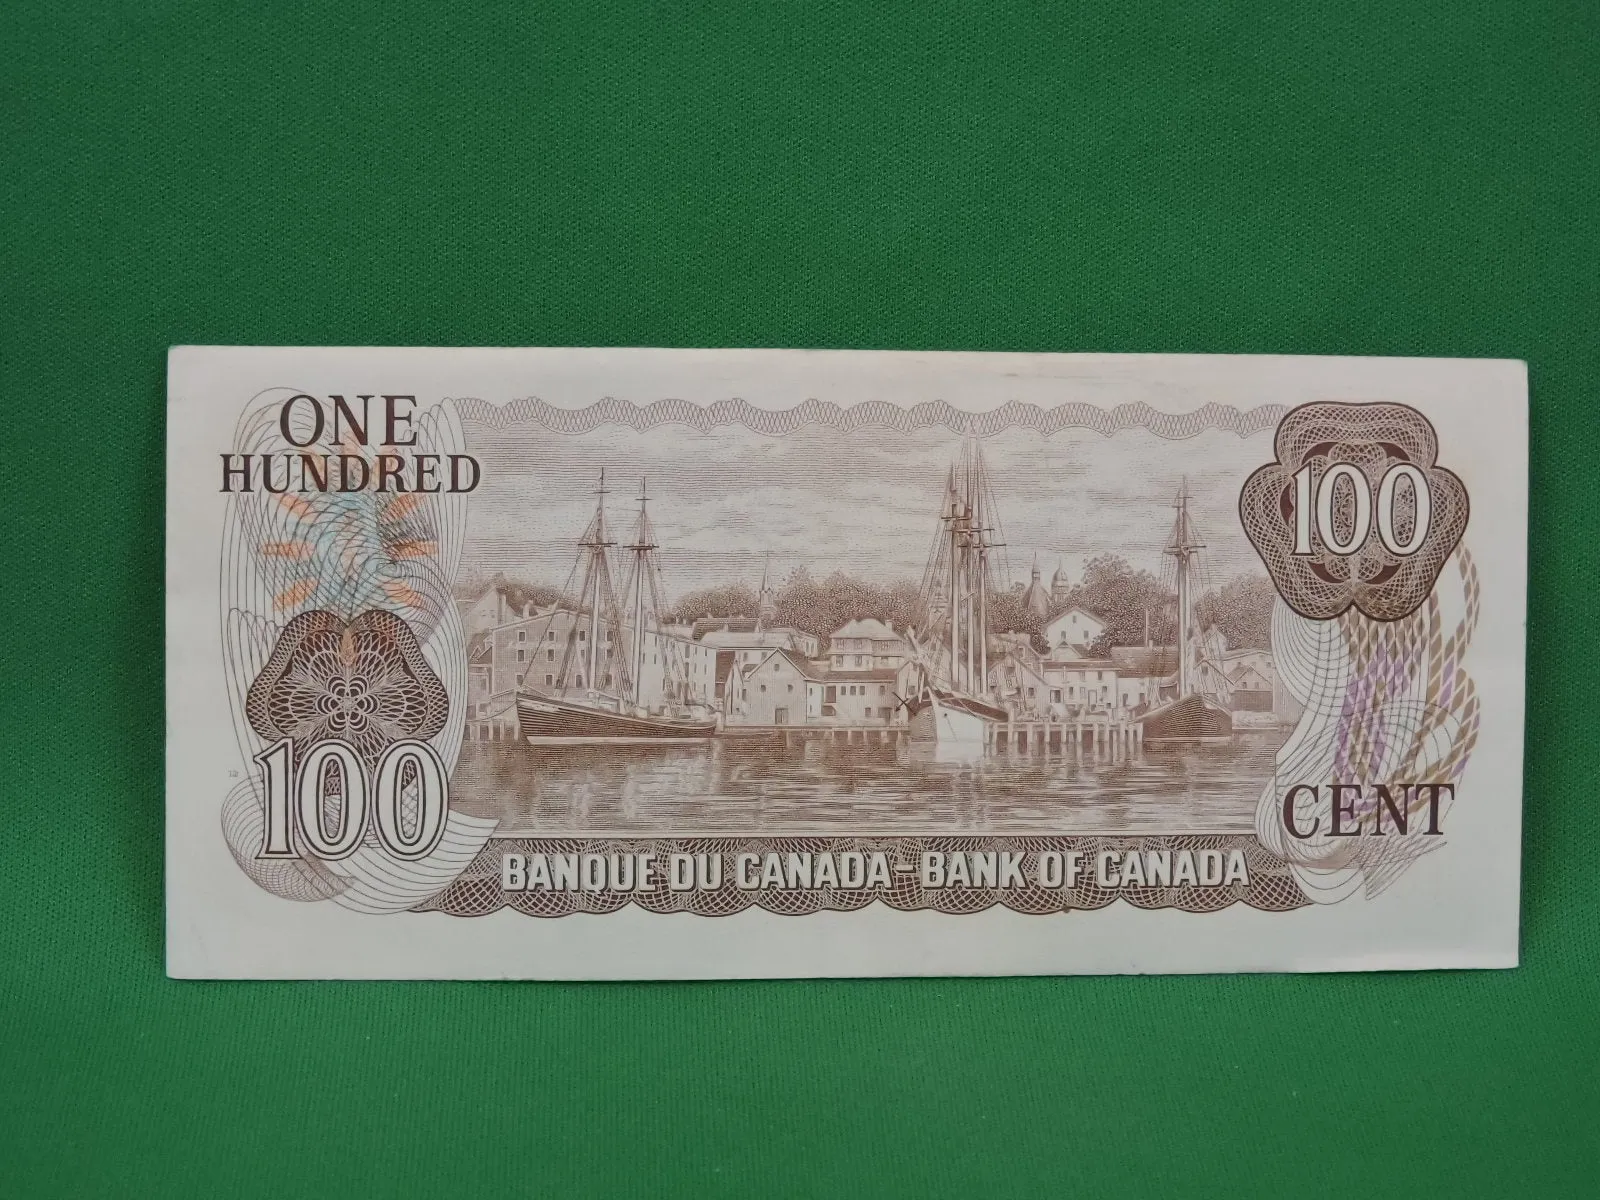 ONE
HUNDRED
100
100
CENT
BANQUE DU CANADA-BANK OF CANADA